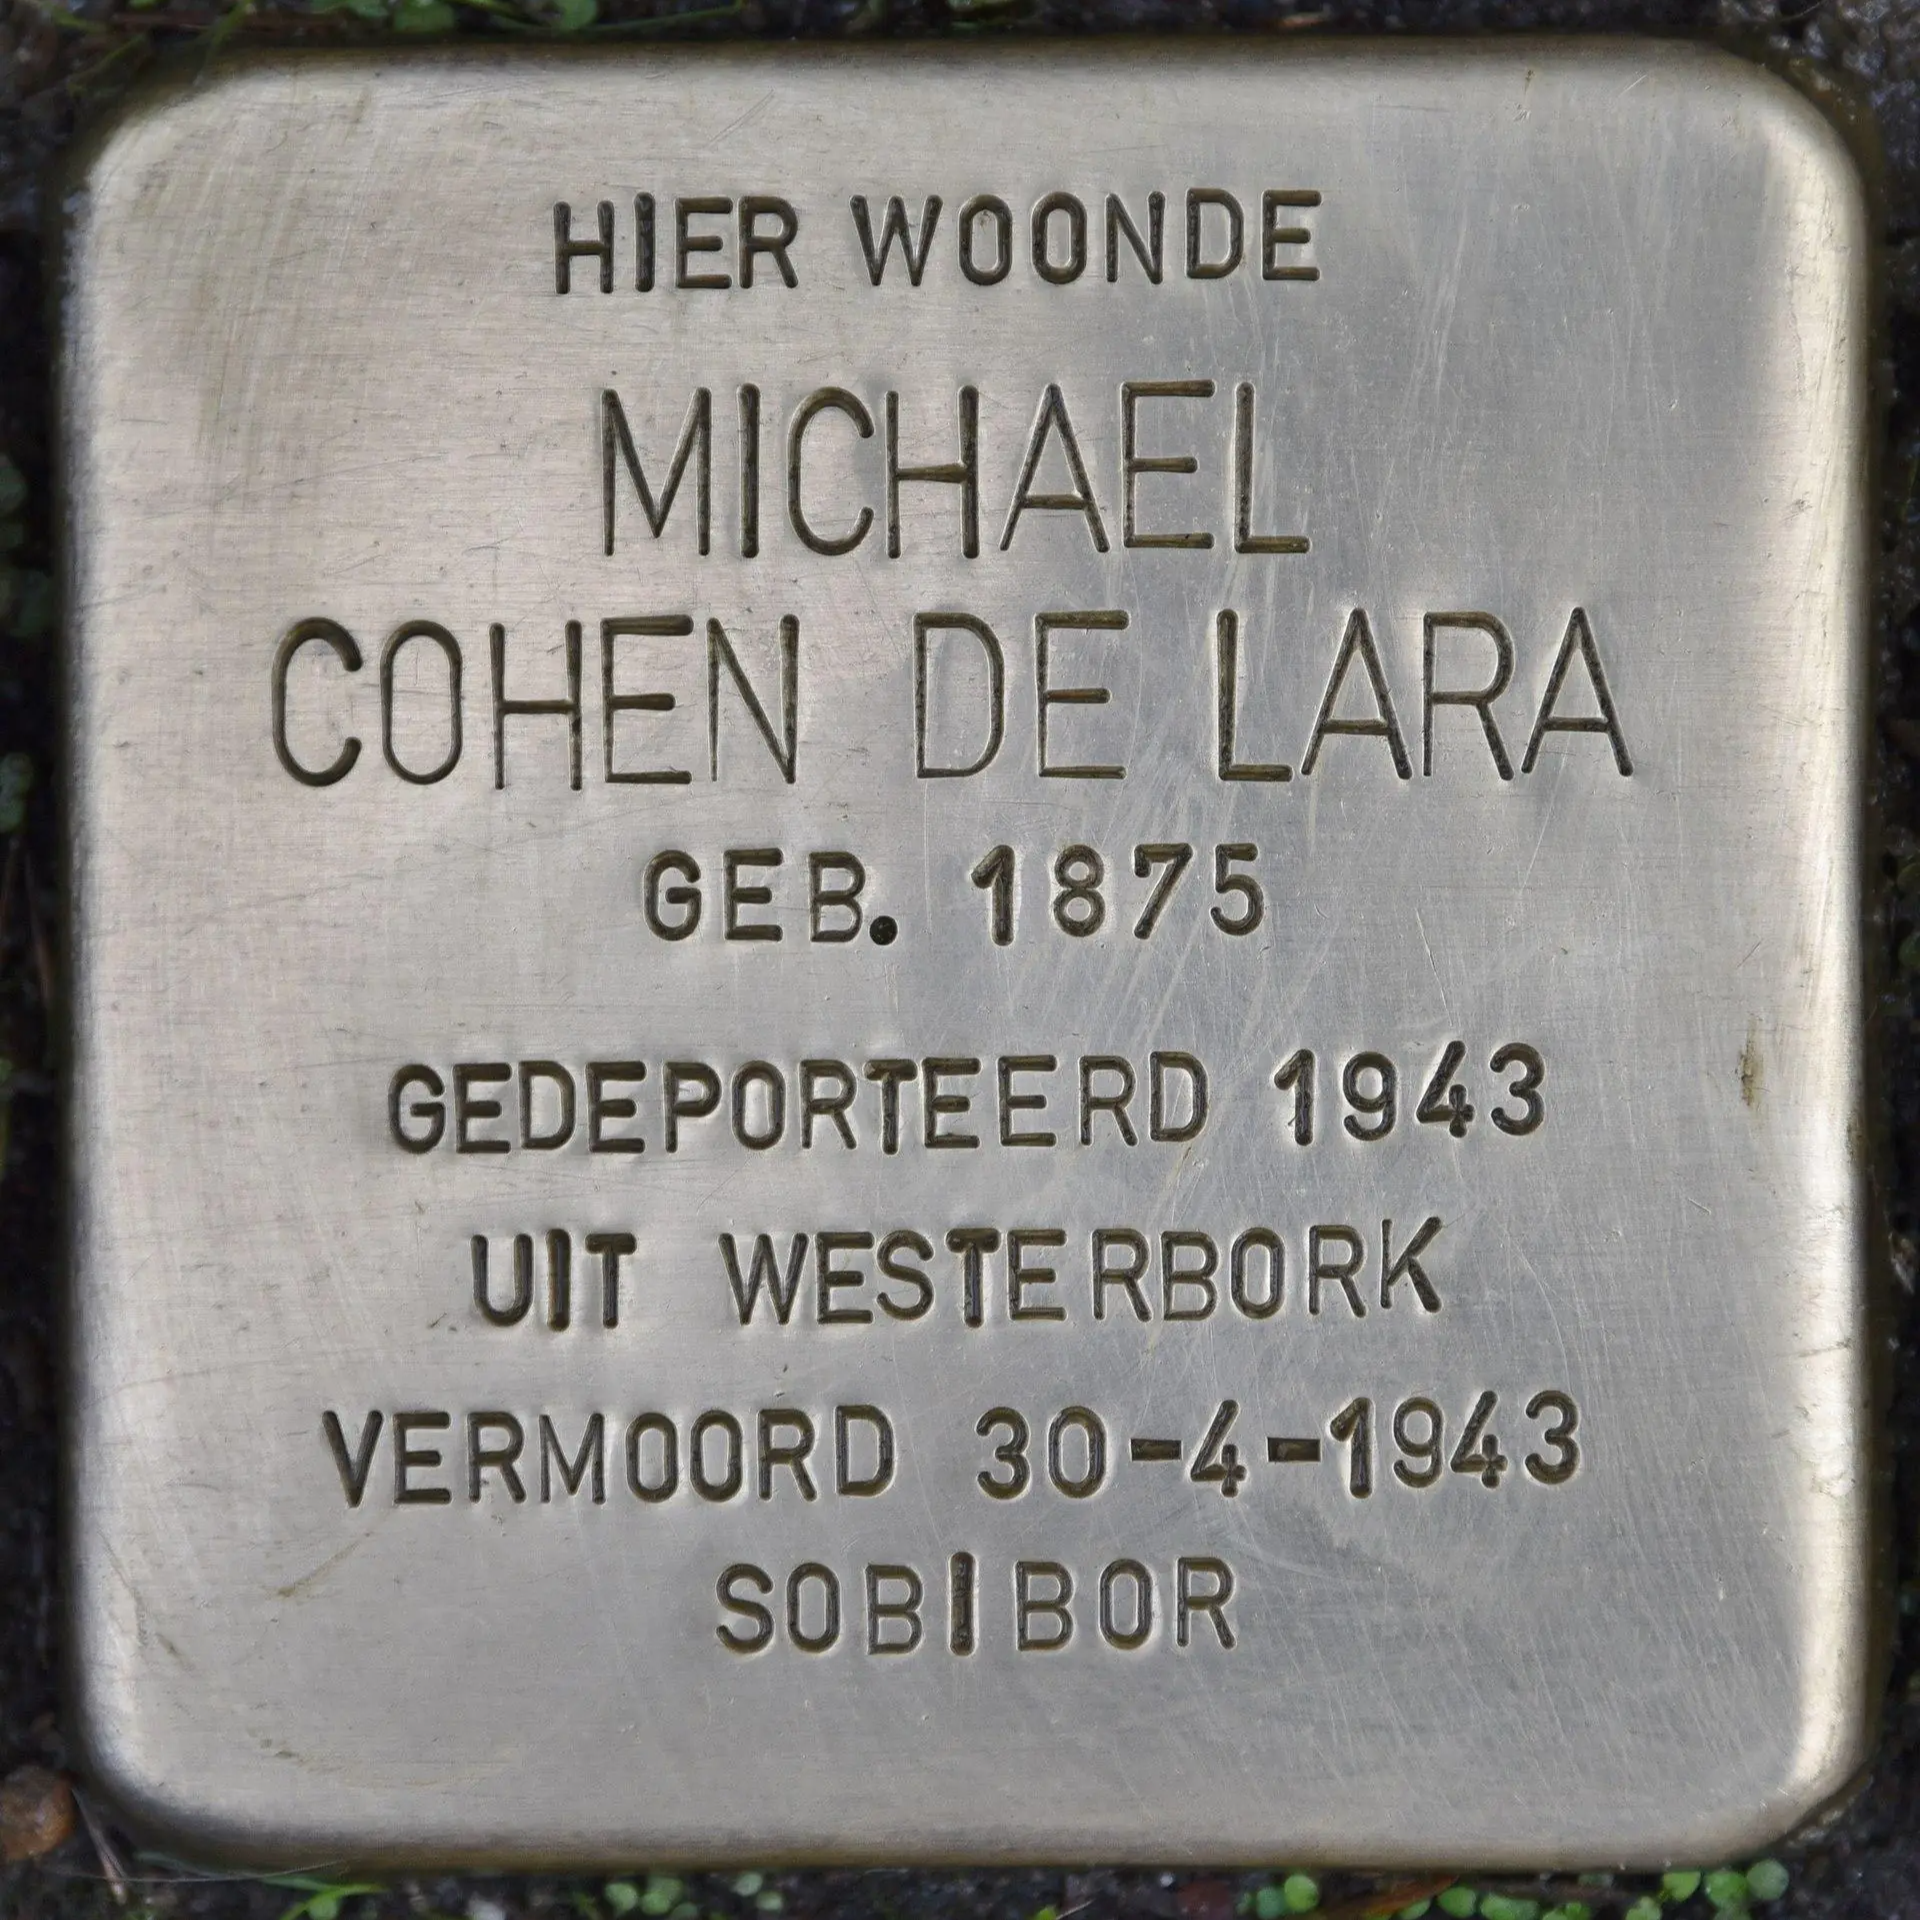 HIER WOONDE
MICHAEL
COHEN DE LARA
GEB. 1875
GEDEPORTEERD 1943
UIT WESTERBORK
VERMOORD 30-4-1943
SOBIBOR